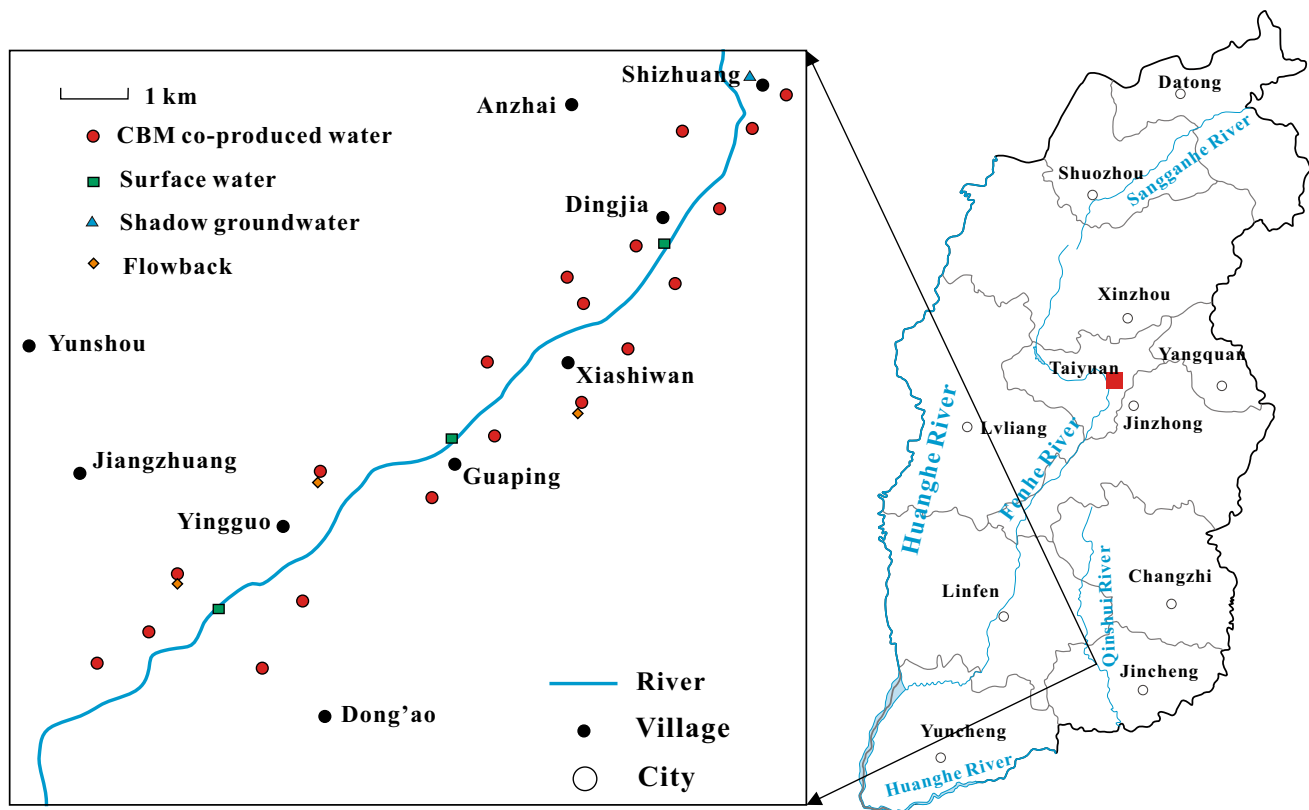 Shizhuang
1 km
Anzhai
CBM co-produced water
Surface water
Dingjia
Shadow groundwater
Flowback
Yunshou
Xiashiwan
Jiangzhuang
Guaping
Yingguo
River
Dong'ao
Village
City
Datong
Sangganhe River
Shuozhou
Xinzhou
Yangquan
Taiyuan
Huanghe River
Lvliang
Jinzhong
Fenhe River
Changzhi
Linfen
Qinshui River
Jincheng
Yuncheng
Huanghe River